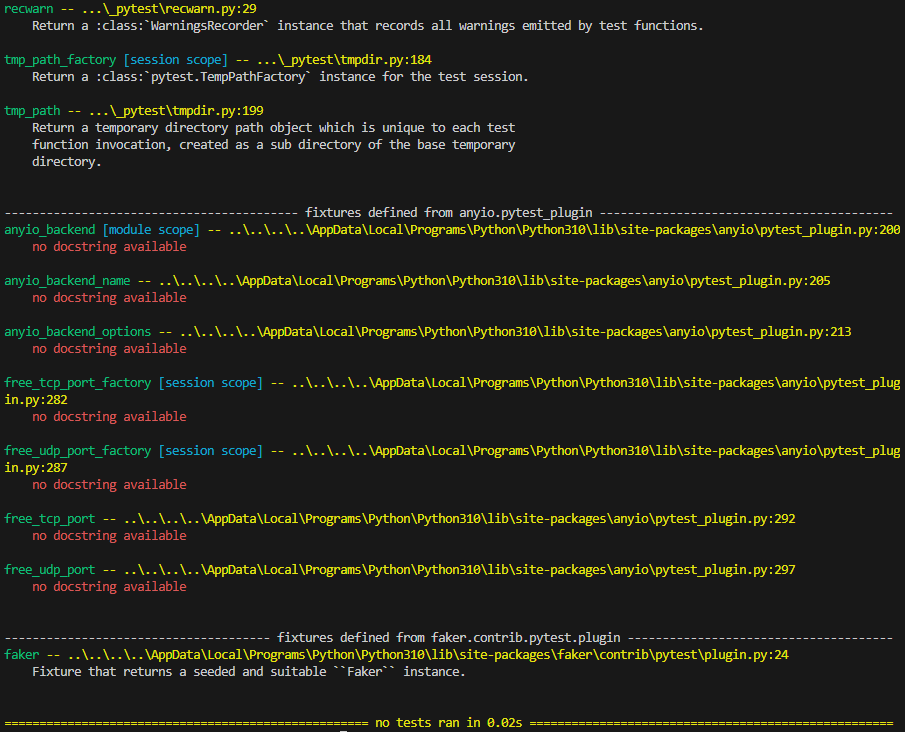 recwarn -- ...\_pytest\recwarn.py:29
Return a :class:`WarningsRecorder` instance that records all warnings emitted by test functions.
tmp_path_factory [session scope] -- ...\_pytest\tmpdir.py:184
Return a :class:`pytest.TempPathFactory` instance for the test session.
tmp_path -- ...\_pytest\tmpdir.py:199
Return a temporary directory path object which is unique to each test
function invocation, created as a sub directory of the base temporary
directory.
------------------------------------------ fixtures defined from anyio.pytest_plugin ------------------------------------------
anyio_backend [module scope] -- ..\..\..\..\AppData\Local\Programs\Python\Python310\lib\site-packages\anyio\pytest_plugin.py:200
no docstring available
anyio_backend_name -- ..\..\..\..\AppData\Local\Programs\Python\Python310\lib\site-packages\anyio\pytest_plugin.py:205
no docstring available
anyio_backend_options -- ..\..\..\..\AppData\Local\Programs\Python\Python310\lib\site-packages\anyio\pytest_plugin.py:213
no docstring available
free_tcp_port_factory [session scope] -- ..\..\..\..\AppData\Local\Programs\Python\Python310\lib\site-packages\anyio\pytest_plug
in.py:282
no docstring available
free_udp_port_factory [session scope] -- ..\..\..\..\AppData\Local\Programs\Python\Python310\lib\site-packages\anyio\pytest_plug
in.py:287
no docstring available
free_tcp_port -- ..\..\..\..\AppData\Local\Programs\Python\Python310\lib\site-packages\anyio\pytest_plugin.py:292
no docstring available
free_udp_port -- ..\..\..\..\AppData\Local\Programs\Python\Python310\lib\site-packages\anyio\pytest_plugin.py:297
no docstring available
-------------------------------------- fixtures defined from faker.contrib.pytest.plugin --------------------------------------
faker -- ..\..\..\..\AppData\Local\Programs\Python\Python310\lib\site-packages\faker\contrib\pytest\plugin.py:24
Fixture that returns a seeded and suitable ``Faker`` instance.
==================================================== no tests ran in 0.02s ====================================================